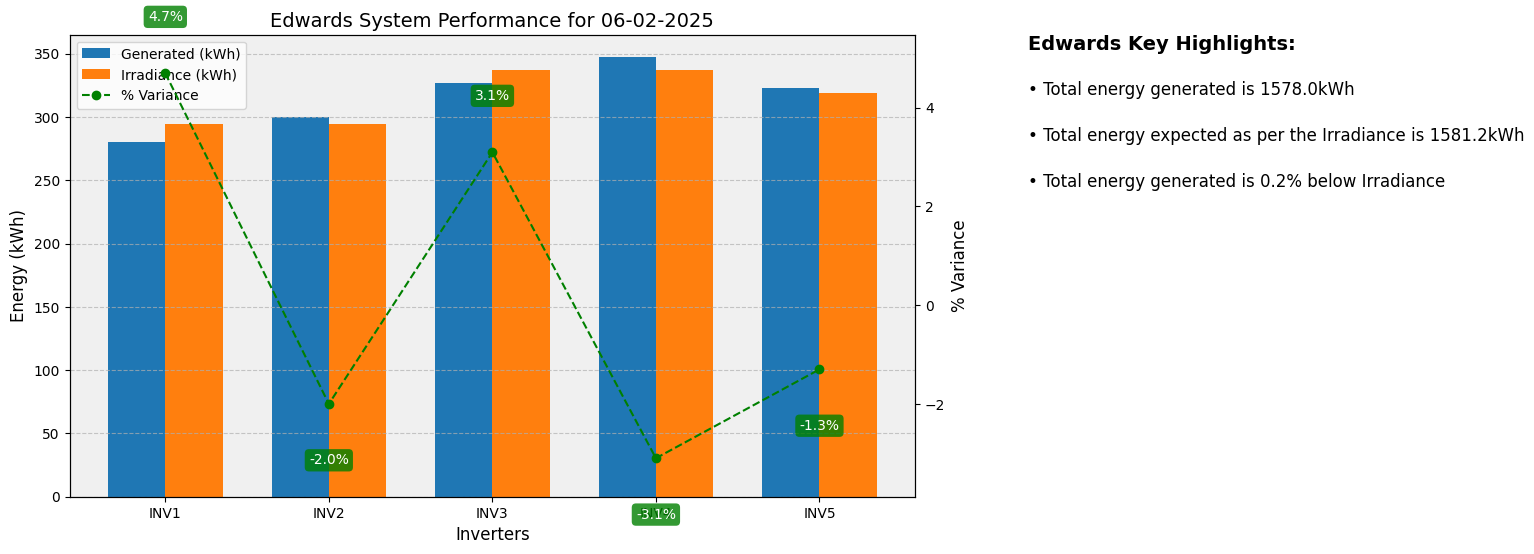 4.7%
Edwards System Performance for 06-02-2025
Edwards Key Highlights:
• Total energy generated is 1578.0kWh
• Total energy expected as per the Irradiance is 1581.2kWh
• Total energy generated is 0.2% below Irradiance
Generated (kWh)
Irradiance (kWh)
% Variance
Energy (kWh)
350
300
250
200
150
100
50
0
3.1%
-2.0%
-3.1%
-1.3%
4
2
0
−2
% Variance
INV1
INV2
INV3
INV5
Inverters